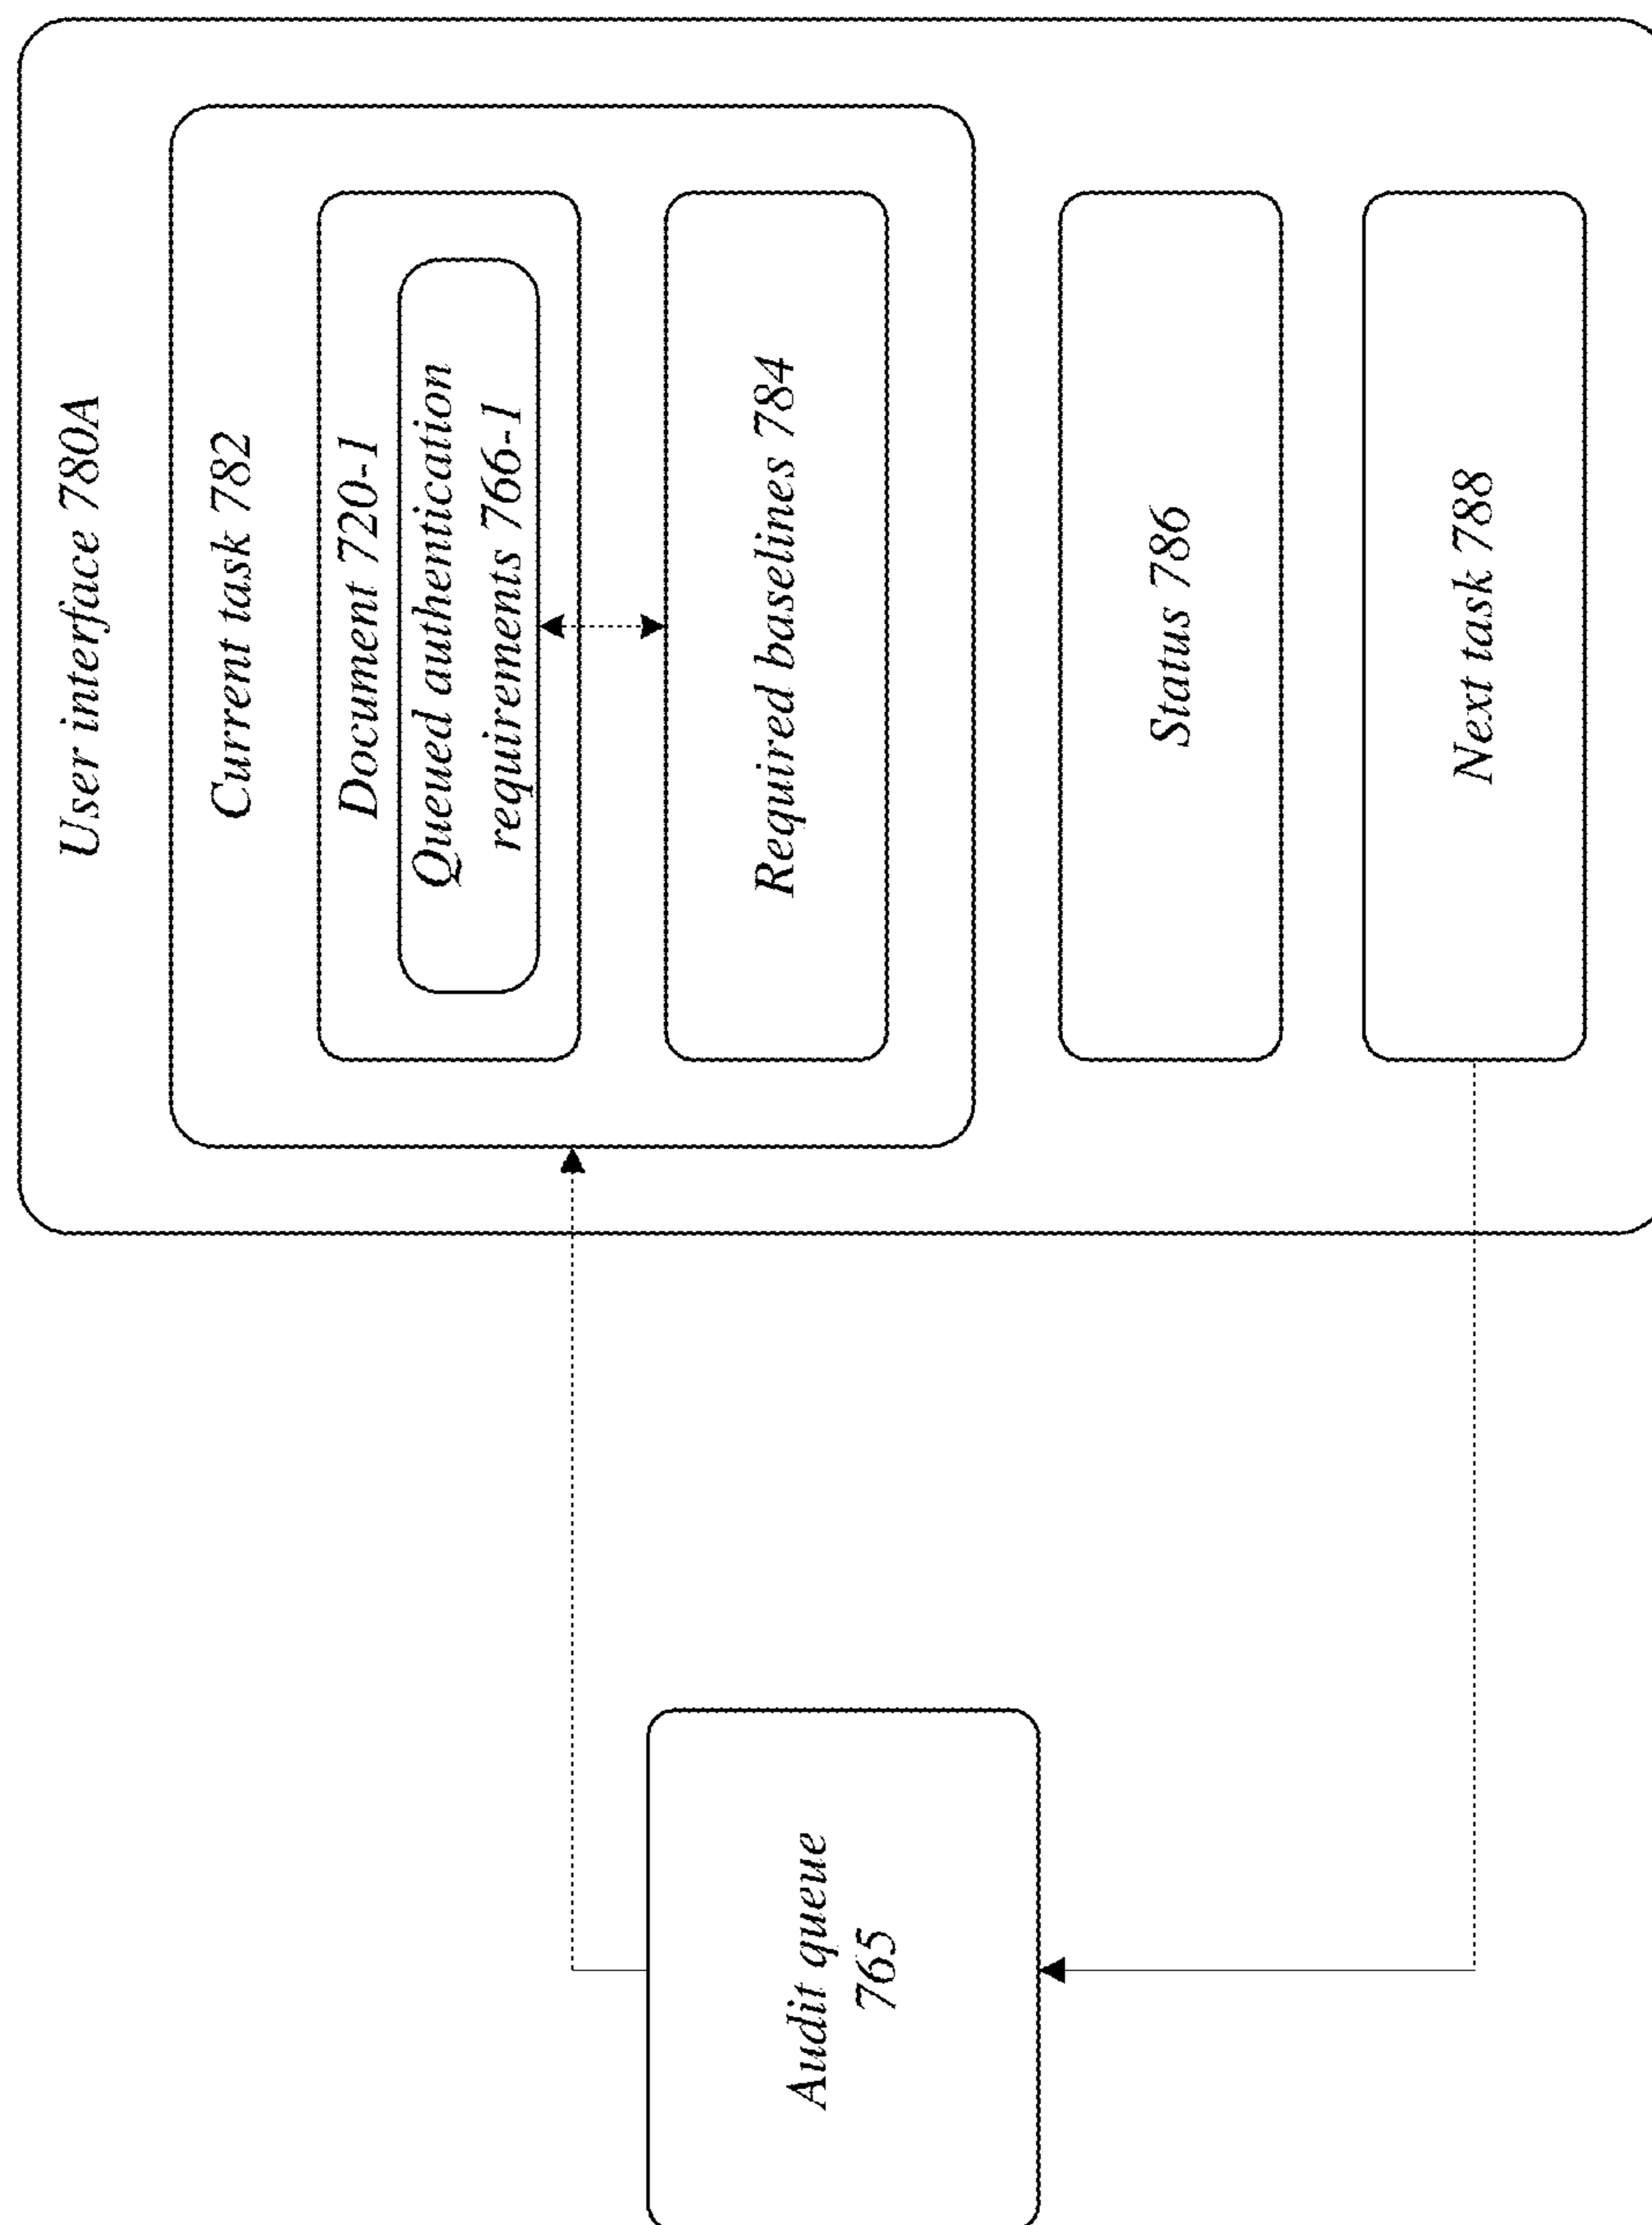 User interface 780A
Current task 782
Document 720-1
Queued authentication
requirements 766-1
Required baselines 784
Status 786
Next task 788
Audit queue
765